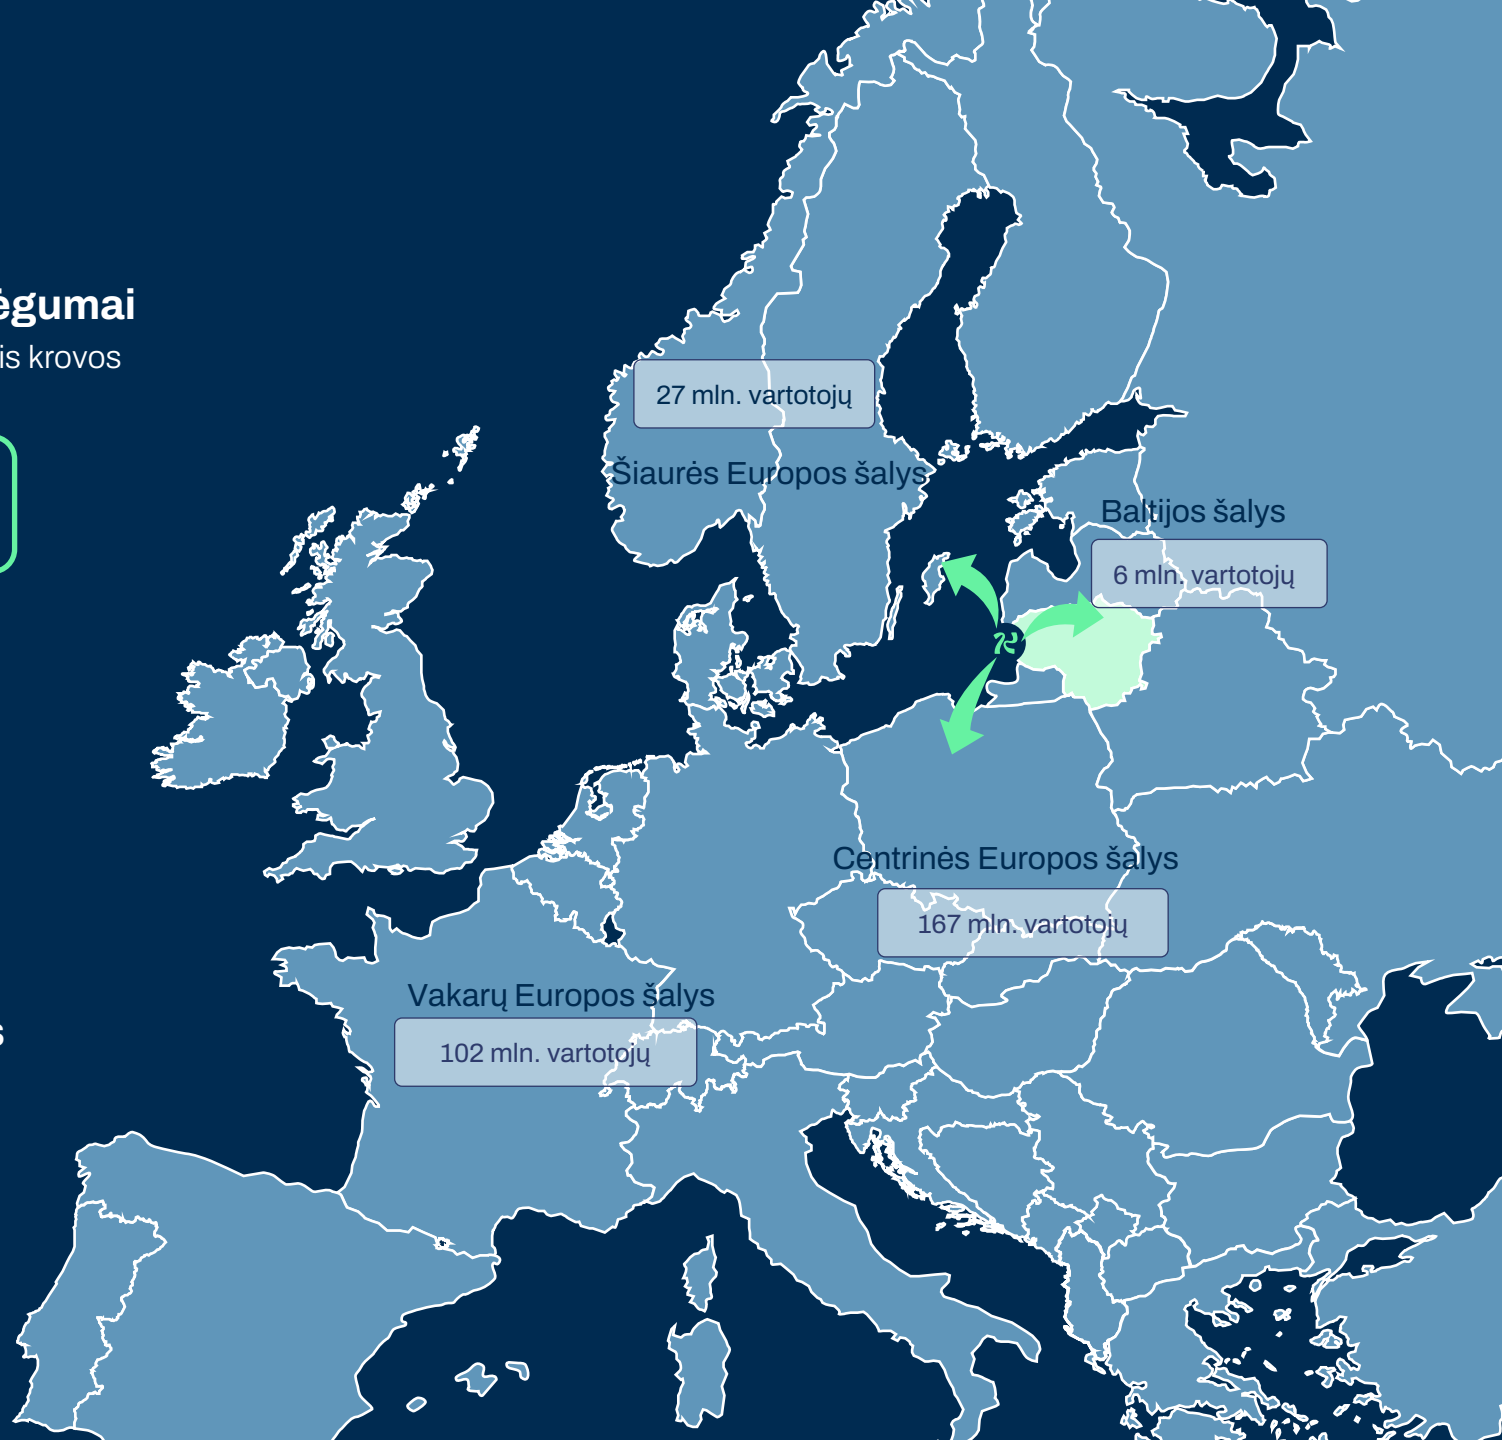 ėgumai
is krovos
27 mln. vartotojų
Šiaurės Europos šalys
Baltijos šalys
6 mln. vartotojų
Centrinės Europos šalys
167 mln. vartotojų
Vakarų Europos šalys
102 mln. vartotojų
s